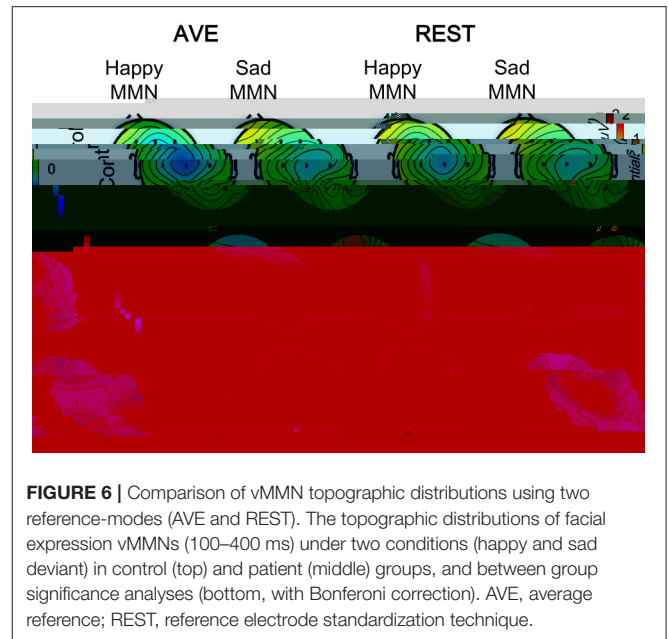 AVE REST
Happy Sad Happy Sad
MMN MMN MMN MMN
0
FIGURE 6 | Comparison of vMMN topographic distributions using two
reference-modes (AVE and REST). The topographic distributions of facial
expression vMMNs (100–400 ms) under two conditions (happy and sad
deviant) in control (top) and patient (middle) groups, and between group
significance analyses (bottom, with Bonferoni correction). AVE, average
reference; REST, reference electrode standardization technique.